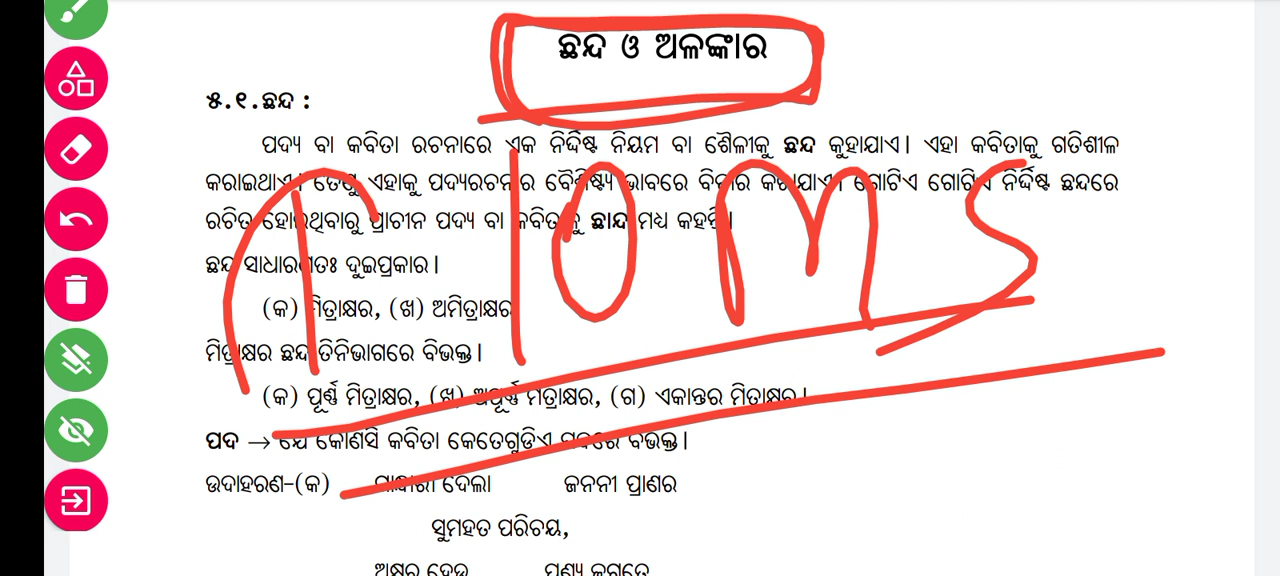 ଛନ୍ଦ ଓ ଅଳଙ୍କାର
୫.୧.ଛନ୍ଦ :
ପଦ୍ୟ ବା କବିତା ରଚନାରେ ଏକ ନିର୍ଦ୍ଦିଷ୍ଟ ନିୟମ ବା ଶୈଳୀକୁ ଛନ୍ଦ କୁହାଯାଏ। ଏହା କବିତାକୁ ଗତିଶୀଳ
କରାଇଥାଏ। ତେଣୁ ଏହାକୁ ପଦ୍ୟରଚନାର ବୈଶିଷ୍ଟ୍ୟ ଭାବରେ ବିଚାର କରାଯାଏ। ଗୋଟିଏ ଗୋଟିଏ ନିର୍ଦ୍ଦିଷ୍ଟ ଛନ୍ଦରେ
ରଚିତ ହୋଇଥିବାରୁ ପ୍ରାଚୀନ ପଦ୍ୟ ବା କବିତାକୁ ଛାନ୍ଦ ମଧ୍ୟ କହନ୍ତି।
ଛନ୍ଦ ସାଧାରଣତଃ ଦୁଇପ୍ରକାର।
(କ) ମିତ୍ରାକ୍ଷର, (ଖ) ଅମିତ୍ରାକ୍ଷର
ମିତ୍ରାକ୍ଷର ଛନ୍ଦ ତିନିଭାଗରେ ବିଭକ୍ତ।
(କ) ପୂର୍ଣ୍ଣ ମିତ୍ରାକ୍ଷର, (ଖ) ଅପୂର୍ଣ୍ଣ ମିତ୍ରାକ୍ଷର, (ଗ) ଏକାନ୍ତର ମିତ୍ରାକ୍ଷର।
ପଦ → ଯେ କୌଣସି କବିତା କେତେଗୁଡ଼ିଏ ପଦରେ ବିଭକ୍ତ।
ଉଦାହରଣ-(କ) ଗାନ୍ଧାରୀ ଦେଲା ଜନନୀ ପ୍ରାଣର
ସୁମହତ ପରିଚୟ,
10 MS